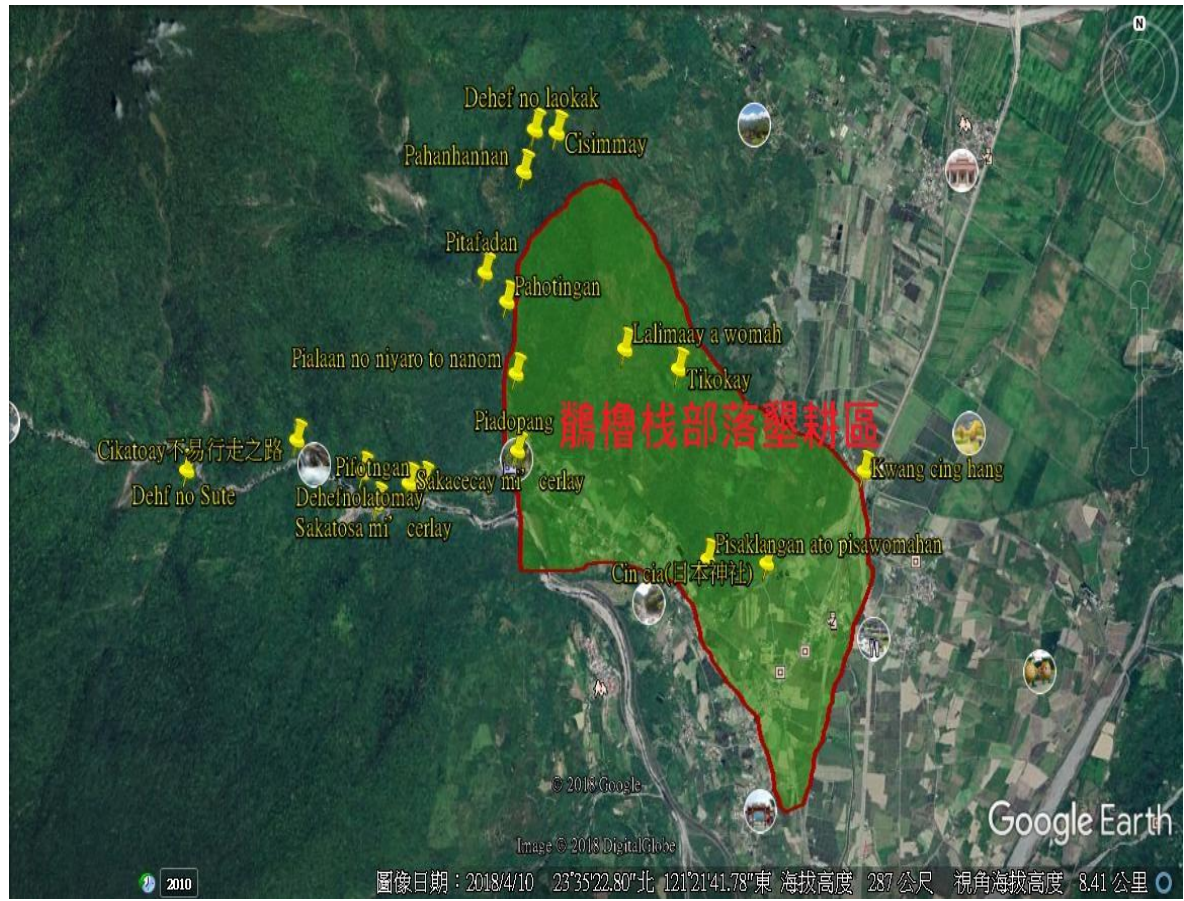 N
Dehef no laokak
Cisimmay
Pahanhannan
Pitafadan
Pahotingan
Lalimaay a womah
Pialaan no niyaro to nanom
Tikokay
Piadopang
鶺櫓栈部落墾耕區
Cikatoay不易行走之路
Pifotngan
Sakacecay mi’cerlay
Kwang cing hang
Dehf no Sute
Dehefnolatomay
Sakatosa mi’cerlay
Pisaklangan ato pisawomahan
Cin cia(日本神社)
© 2018 Google
Google Earth
Image © 2018 DigitalGlobe
2010
圖像日期：2018/4/10 23°35'22.80"北 121°21'41.78"東 海拔高度 287 公尺 視角海拔高度 8.41 公里